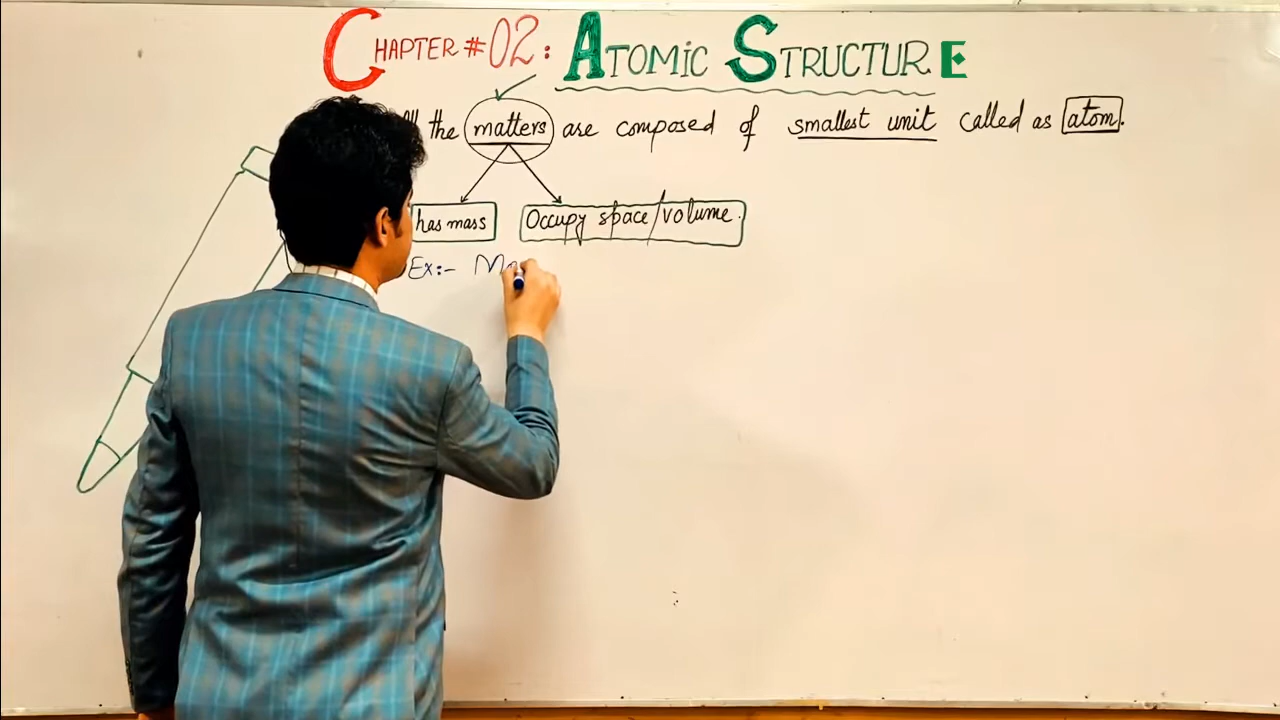 CHAPTER # 02: ATOMIC STRUCTURE
the matters are composed of smallest unit called as atom.
has mass Occupy space/volume.
Ex:-